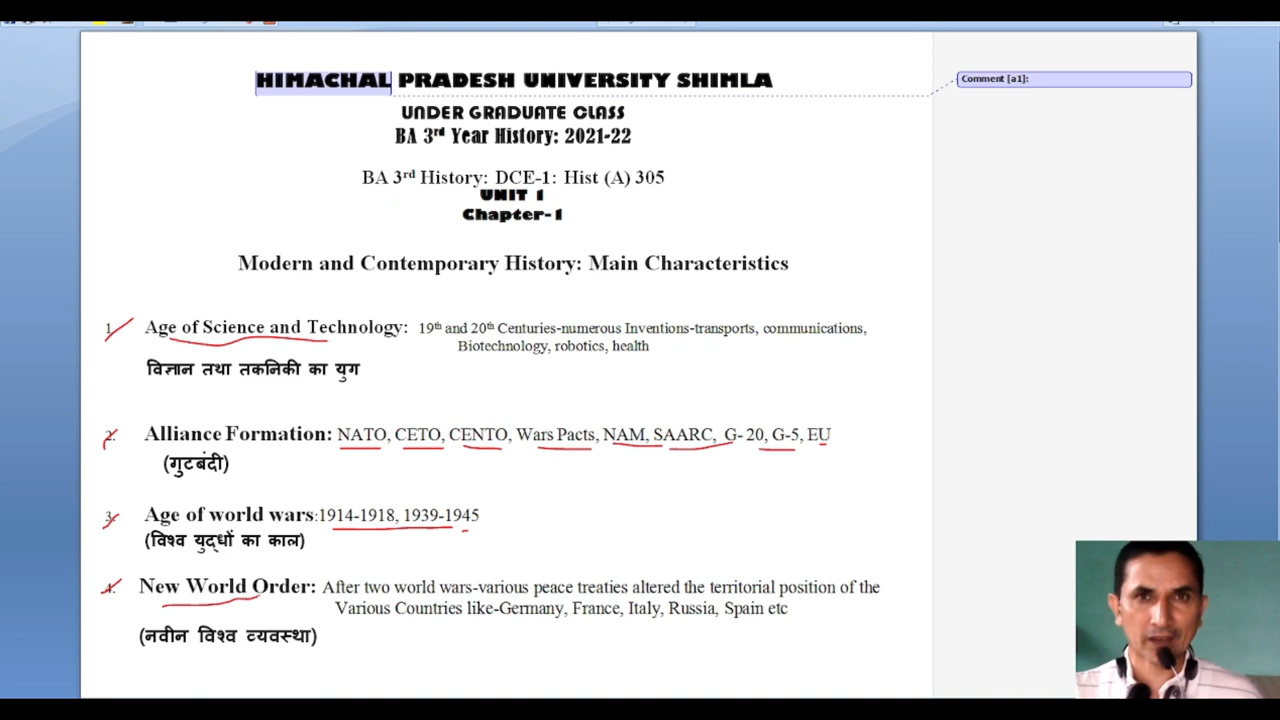 HIMACHAL PRADESH UNIVERSITY SHIMLA
Comment [a1]:
UNDER GRADUATE CLASS
BA 3rd Year History: 2021-22
BA 3rd History: DCE-1: Hist (A) 305
UNIT 1
Chapter-1
Modern and Contemporary History: Main Characteristics
1. Age of Science and Technology: 19th and 20th Centuries-numerous Inventions-transports, communications,
Biotechnology, robotics, health
विज्ञान तथा तकनिकी का युग
2. Alliance Formation: NATO, CETO, CENTO, Wars Pacts, NAM, SAARC, G- 20, G-5, EU
(गुटबंदी)
3. Age of world wars:1914-1918, 1939-1945
(विश्व युद्धों का काल)
4. New World Order: After two world wars-various peace treaties altered the territorial position of the
Various Countries like-Germany, France, Italy, Russia, Spain etc
(नवीन विश्व व्यवस्था)